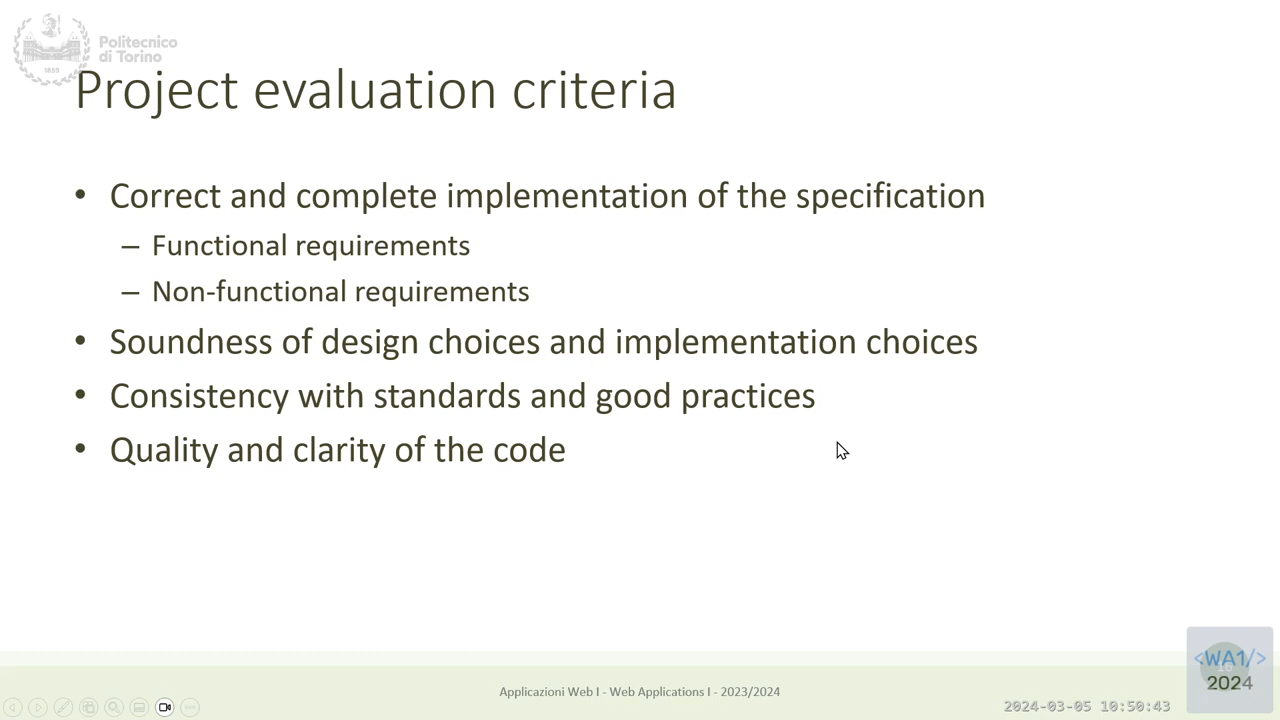 Politecnico
di Torino
1859
Project evaluation criteria
• Correct and complete implementation of the specification
– Functional requirements
– Non-functional requirements
• Soundness of design choices and implementation choices
• Consistency with standards and good practices
• Quality and clarity of the code
Applicazioni Web I - Web Applications I - 2023/2024
2024-03-05 10:50:43
<WA1/>
2024